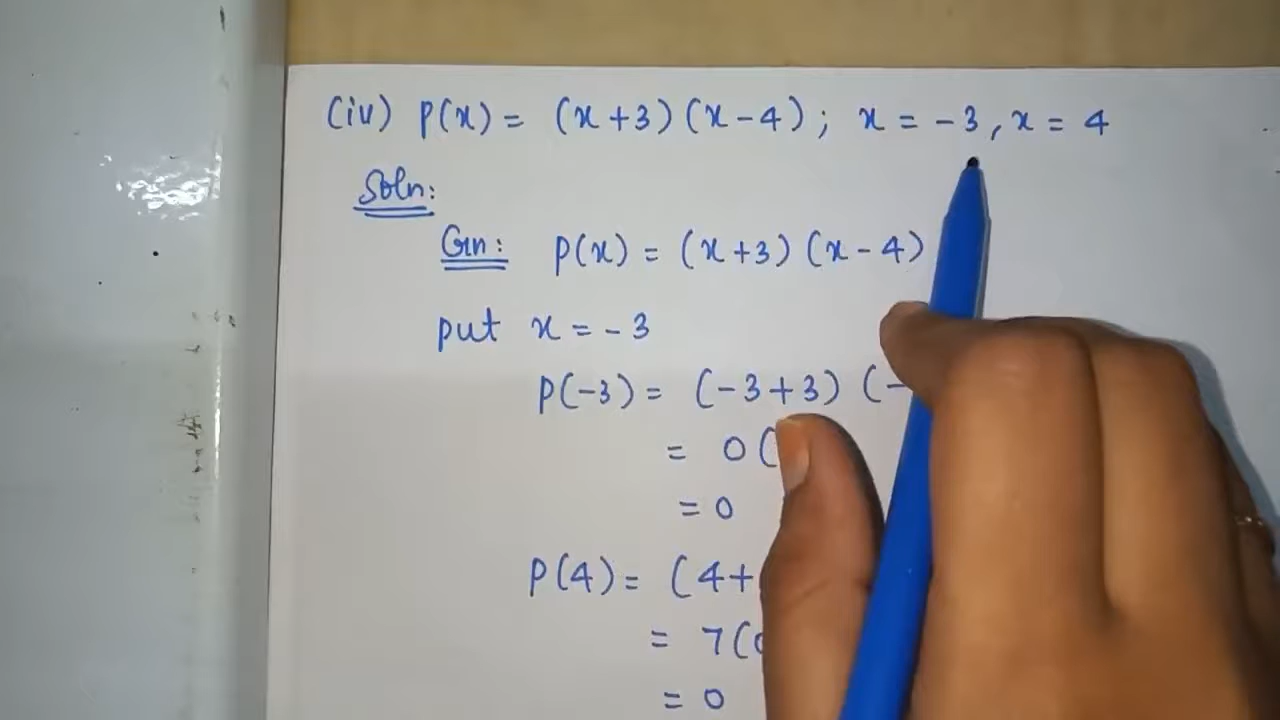 (iv) P(x) = (x+3)(x-4); x = -3, x = 4
Soln:
Gn: P(x) = (x+3)(x-4)
put x = -3
P(-3) = (-3+3) (-
= 0(
= 0
P(4) = (4+
= 7(0
= 0